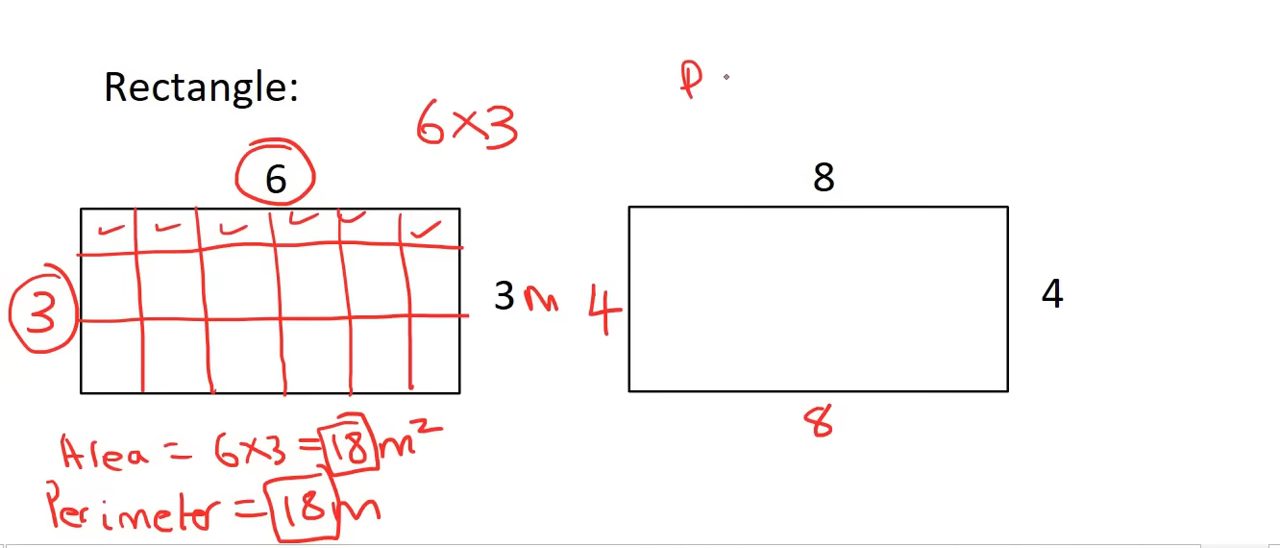 Rectangle:
6×3
6
3
3 m
Area = 6×3 = 18 m²
Perimeter = 18 m
P
8
4
4
8